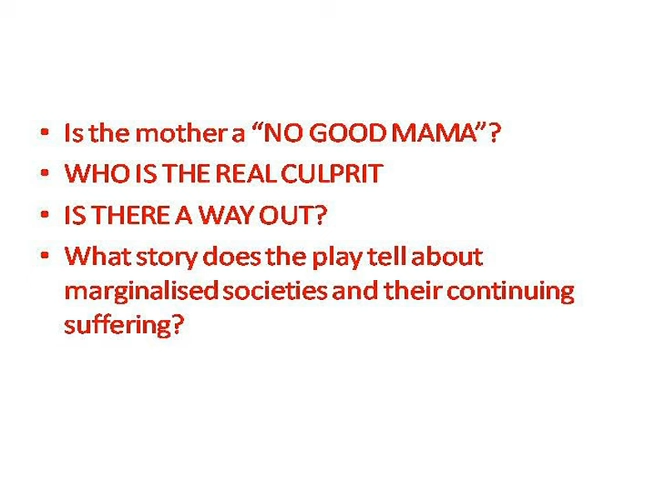 • Is the mother a “NO GOOD MAMA”?
• WHO IS THE REAL CULPRIT
• IS THERE A WAY OUT?
• What story does the play tell about
marginalised societies and their continuing
suffering?